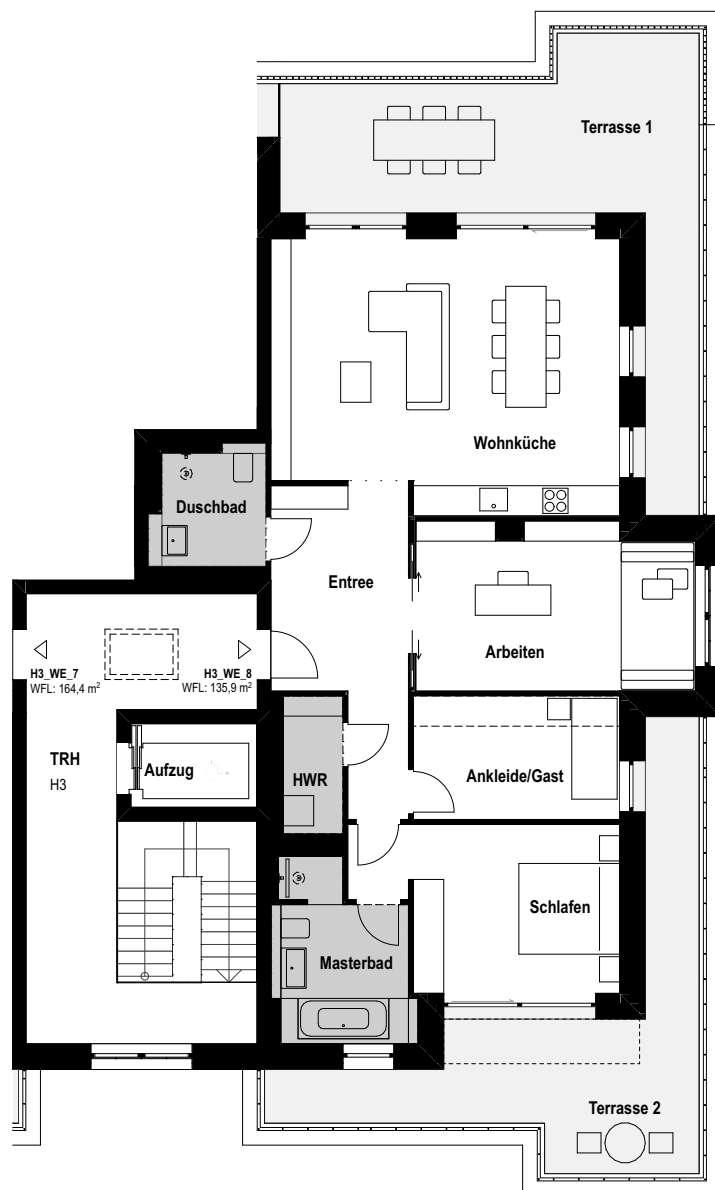 Terrasse 1
Wohnküche
Duschbad
Entree
Arbeiten
H3_WE_7
WFL: 164,4 m²
H3_WE_8
WFL: 135,9 m²
TRH
H3
Aufzug
HWR
Ankleide/Gast
Schlafen
Masterbad
Terrasse 2